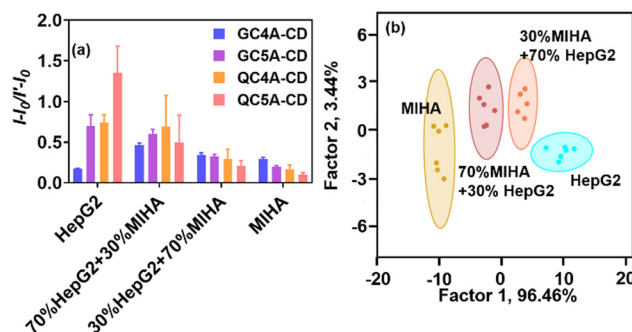 (a)
GC4A-CD
GC5A-CD
QC4A-CD
QC5A-CD
I-I₀/I'-I₀
2.0
1.5
1.0
0.5
0.0
HepG2
70%HepG2+30%MIHA
30%HepG2+70%MIHA
MIHA
(b)
30%MIHA
+70% HepG2
MIHA
70%MIHA
+30% HepG2
HepG2
Factor 2, 3.44%
6
3
0
-3
-6
-20
-10
0
10
20
Factor 1, 96.46%